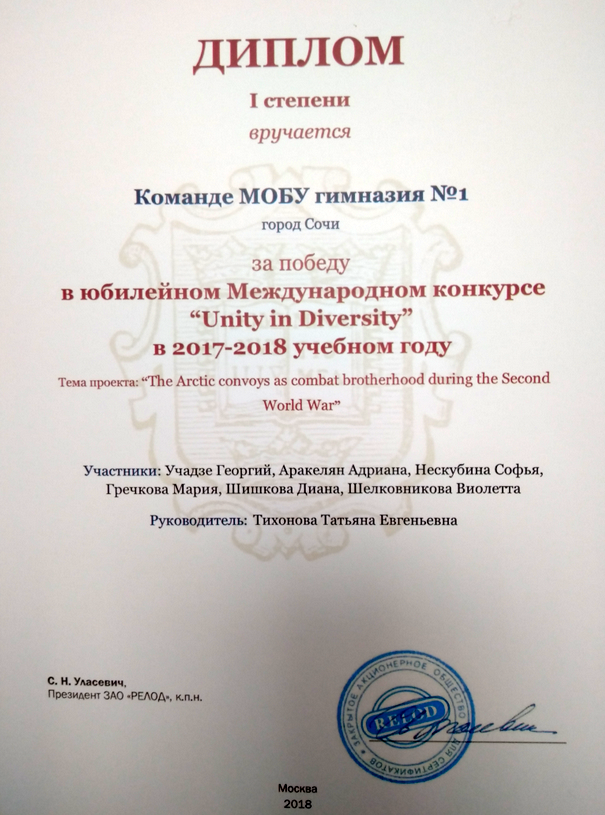 ДИПЛОМ
I степени
вручается
Команде МОБУ гимназия №1
город Сочи
за победу
в юбилейном Международном конкурсе
“Unity in Diversity”
в 2017-2018 учебном году
Тема проекта: “The Arctic convoys as combat brotherhood during the Second
World War”
Участники: Учадзе Георгий, Аракелян Адриана, Нескубина Софья,
Гречкова Мария, Шишкова Диана, Шелковникова Виолетта
Руководитель: Тихонова Татьяна Евгеньевна
С. Н. Уласевич,
Президент ЗАО «РЕЛОД», к.п.н.
ЗАКРЫТОЕ АКЦИОНЕРНОЕ ОБЩЕСТВО
RELOD
ДЛЯ СЕРТИФИКАТОВ
Москва
2018